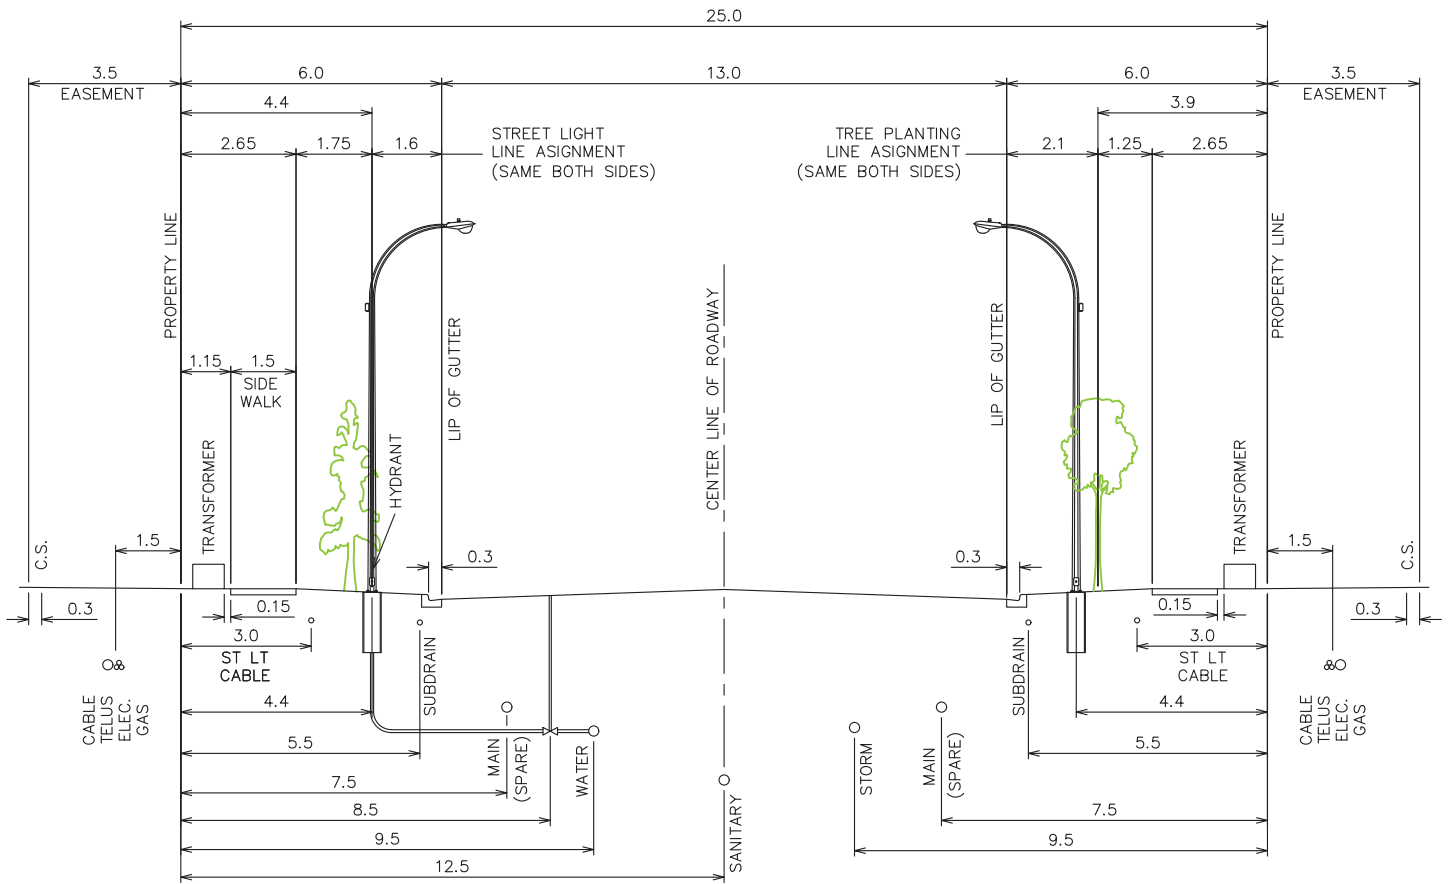 25.0
3.5
6.0
13.0
6.0
3.5
EASEMENT
EASEMENT
4.4
3.9
STREET LIGHT
LINE ASIGNMENT
(SAME BOTH SIDES)
TREE PLANTING
LINE ASIGNMENT
(SAME BOTH SIDES)
2.65
1.75
1.6
2.1
1.25
2.65
PROPERTY LINE
LIP OF GUTTER
CENTER LINE OF ROADWAY
LIP OF GUTTER
PROPERTY LINE
1.15
1.5
SIDE
WALK
TRANSFORMER
HYDRANT
TRANSFORMER
C.S.
1.5
0.3
0.3
1.5
C.S.
0.3
0.15
0.15
0.3
3.0
ST LT
CABLE
3.0
ST LT
CABLE
SUBDRAIN
SUBDRAIN
CABLE
TELUS
ELEC.
GAS
CABLE
TELUS
ELEC.
GAS
4.4
4.4
5.5
5.5
MAIN
(SPARE)
WATER
STORM
MAIN
(SPARE)
7.5
7.5
8.5
SANITARY
9.5
9.5
12.5